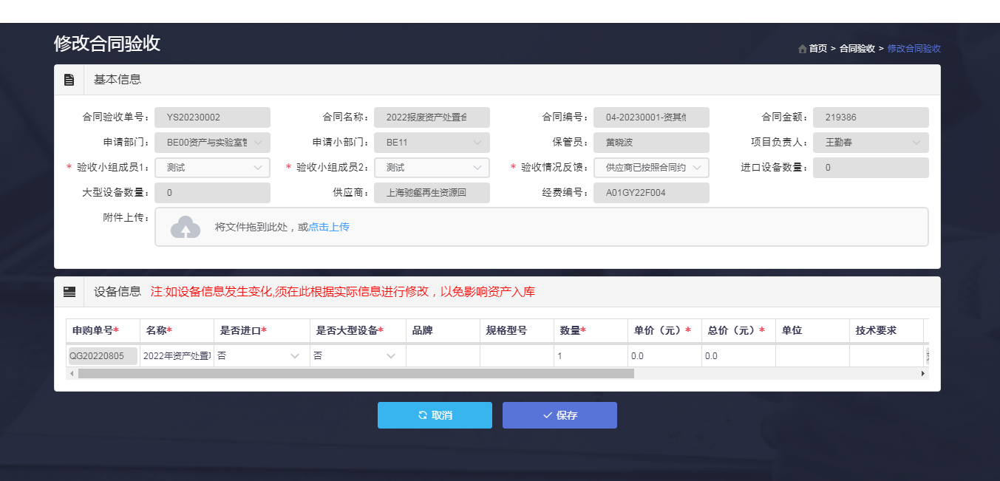 修改合同验收
首页 > 合同验收 > 修改合同验收
基本信息
合同验收单号： YS20230002 合同名称： 2022报废资产处置合 合同编号： 04-20230001-资其他 合同金额： 219386
申请部门： BE00资产与实验室管 申请小部门： BE11 保管员： 黄晓波 项目负责人： 王勤春
* 验收小组成员1： 测试 * 验收小组成员2： 测试 * 验收情况反馈： 供应商已按照合同约 进口设备数量： 0
大型设备数量： 0 供应商： 上海驰壑再生资源回 经费编号： A01GY22F004
附件上传： 将文件拖到此处，或点击上传
设备信息 注:如设备信息发生变化,须在此根据实际信息进行修改，以免影响资产入库
申购单号* 名称* 是否进口* 是否大型设备* 品牌 规格型号 数量* 单价（元）* 总价（元）* 单位 技术要求
QG20220805 2022年资产处置 否 否 1 0.0 0.0
取消 保存